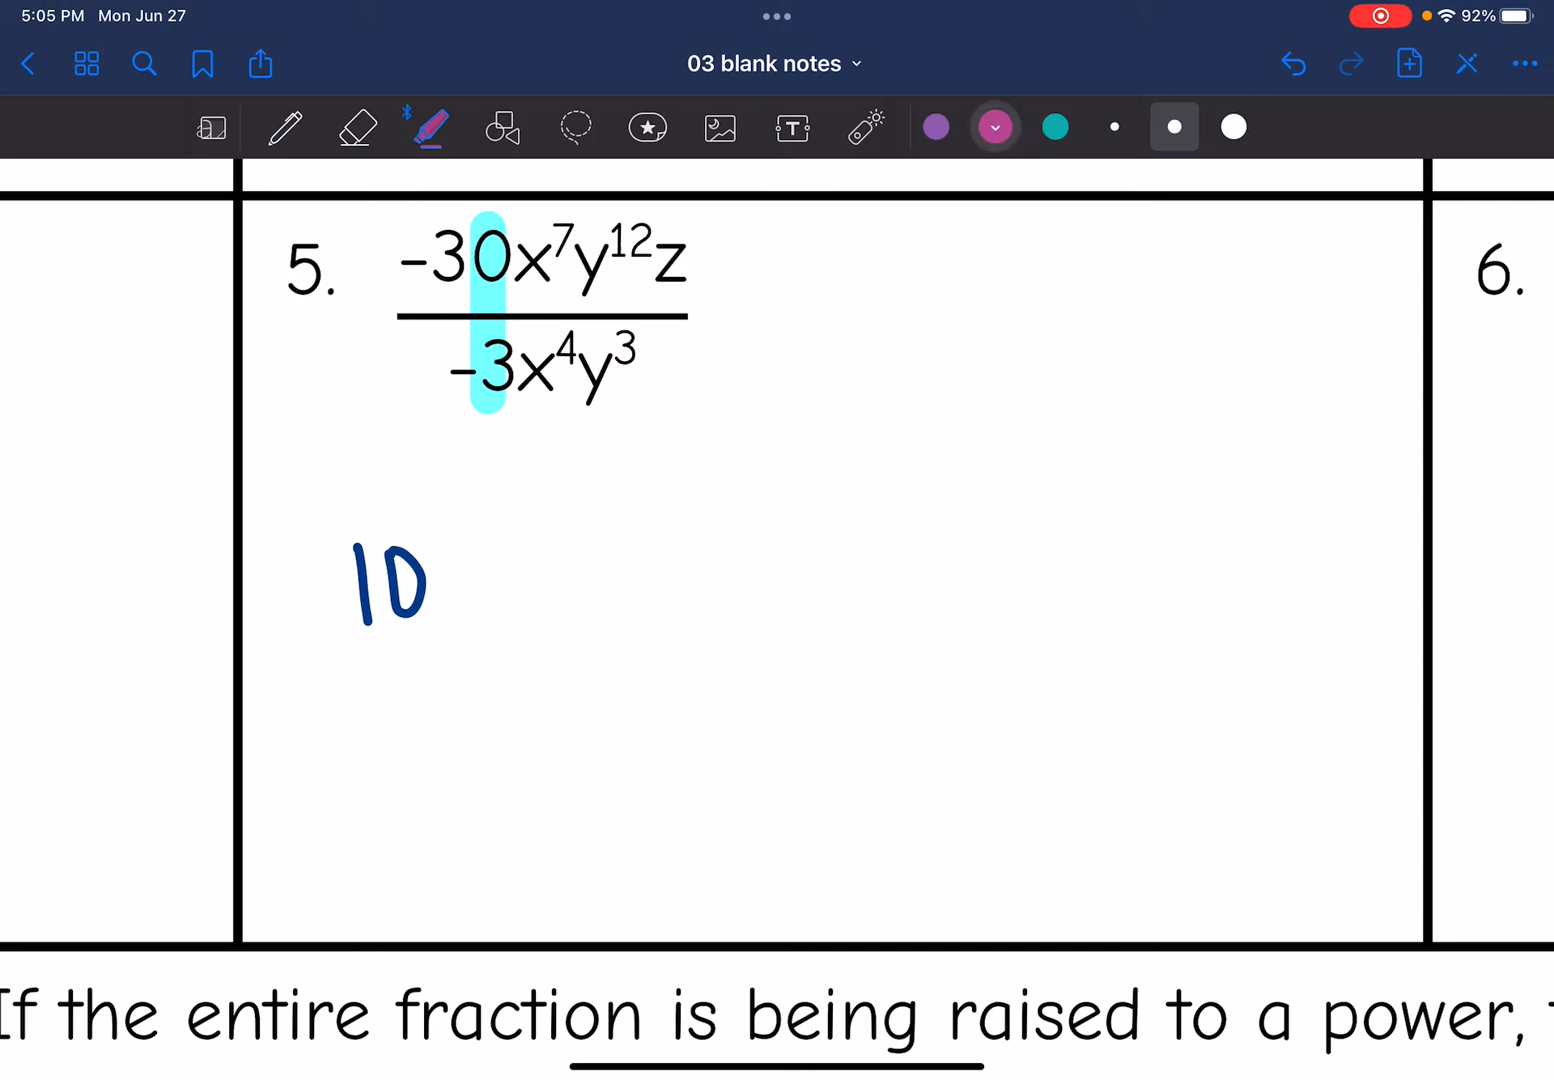 5:05 PM Mon Jun 27
92%
03 blank notes
T
5. -30x⁷y¹²z
-3x⁴y³
6.
10
If the entire fraction is being raised to a power,